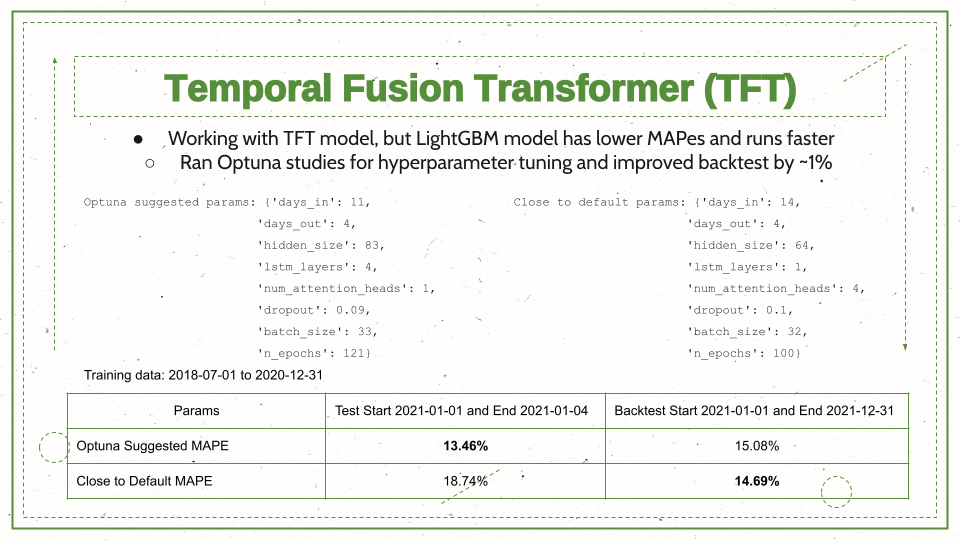 Temporal Fusion Transformer (TFT)
● Working with TFT model, but LightGBM model has lower MAPes and runs faster
○ Ran Optuna studies for hyperparameter tuning and improved backtest by ~1%
Optuna suggested params: {'days_in': 11,
'days_out': 4,
'hidden_size': 83,
'lstm_layers': 4,
'num_attention_heads': 1,
'dropout': 0.09,
'batch_size': 33,
'n_epochs': 121}
Close to default params: {'days_in': 14,
'days_out': 4,
'hidden_size': 64,
'lstm_layers': 1,
'num_attention_heads': 4,
'dropout': 0.1,
'batch_size': 32,
'n_epochs': 100}
Training data: 2018-07-01 to 2020-12-31
Params Test Start 2021-01-01 and End 2021-01-04 Backtest Start 2021-01-01 and End 2021-12-31
Optuna Suggested MAPE 13.46% 15.08%
Close to Default MAPE 18.74% 14.69%